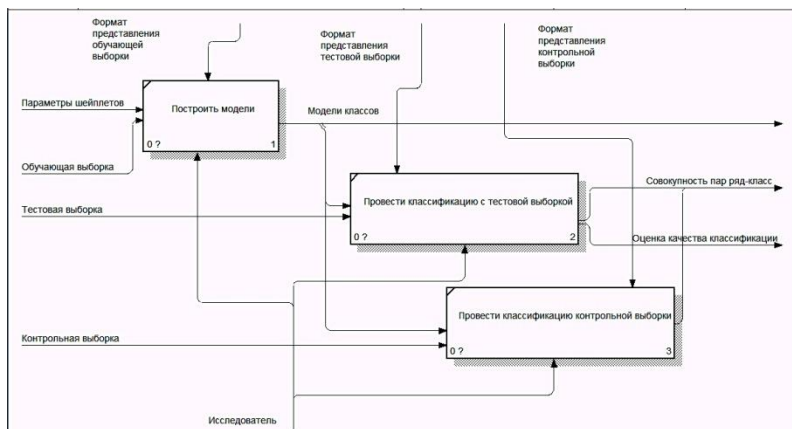 Формат
представления
обучающей
выборки
Формат
представления
тестовой выборки
Формат
представления
контрольной
выборки
Параметры шейплетов
Построить модели
0 ?
1
Модели классов
Обучающая выборка
Совокупность пар ряд-класс
Провести классификацию с тестовой выборкой
Тестовая выборка
0 ?
2
Оценка качества классификации
Провести классификацию контрольной выборки
Контрольная выборка
0 ?
3
Исследователь